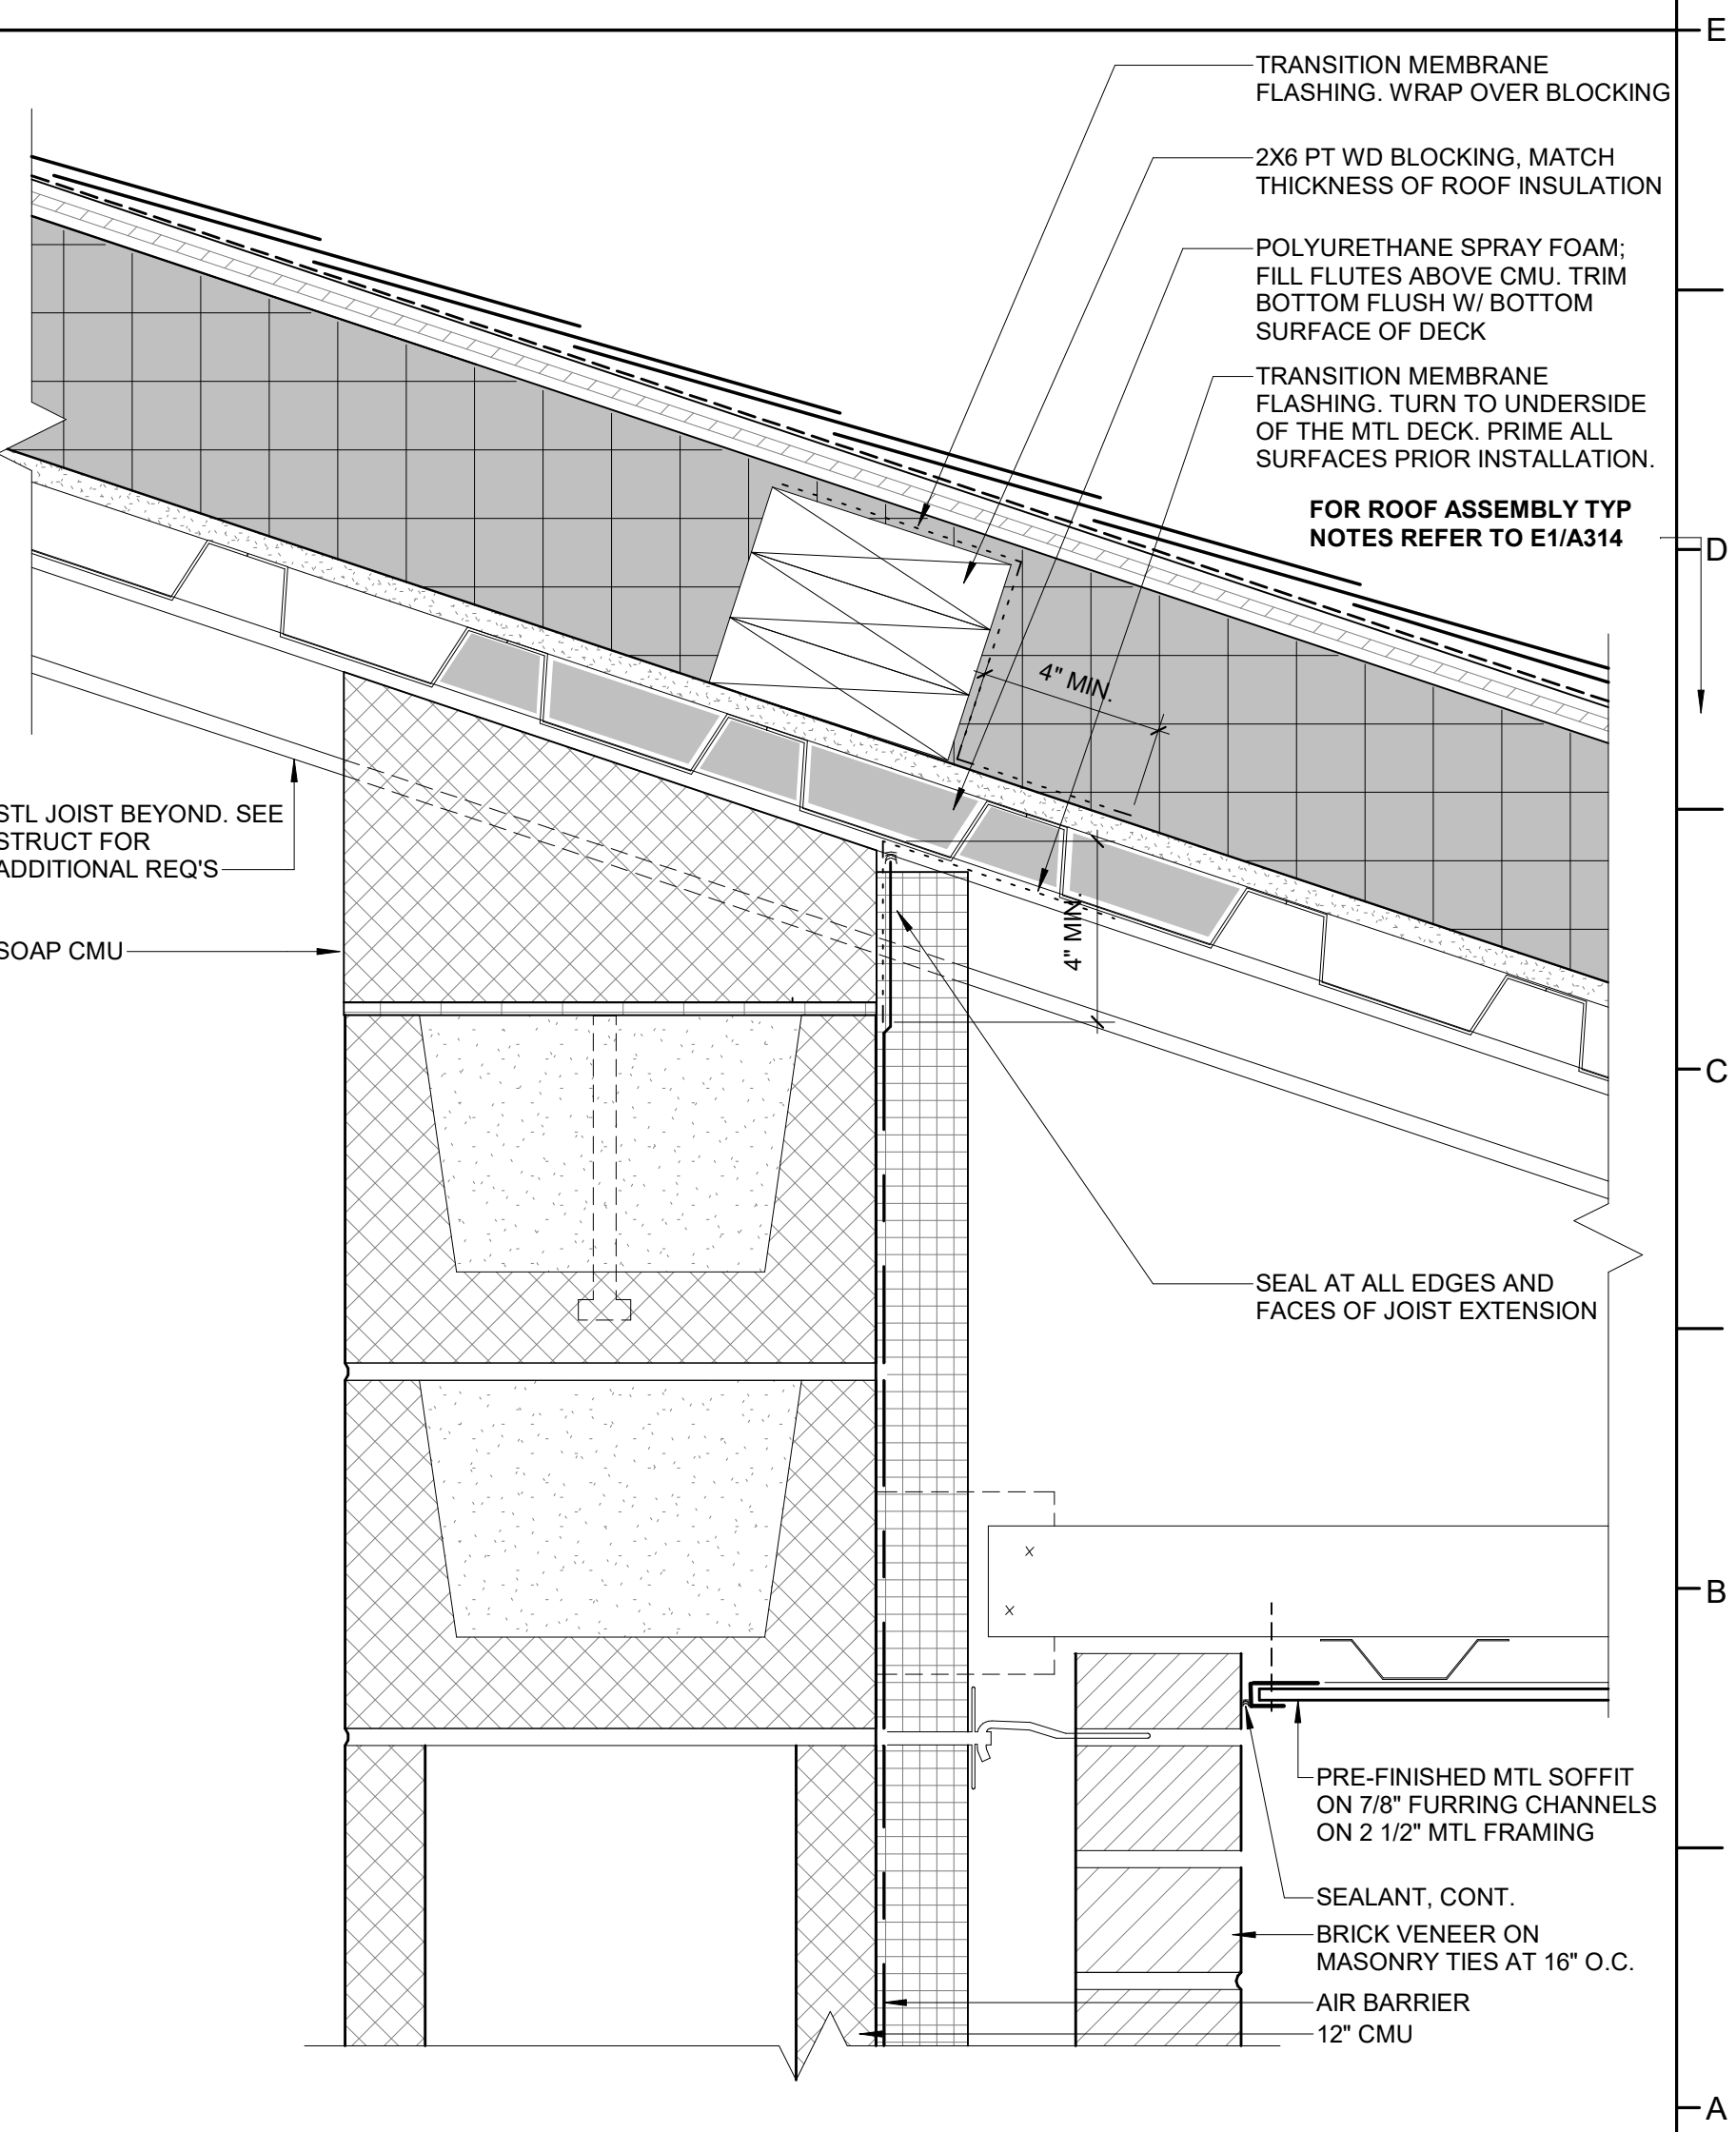 E
TRANSITION MEMBRANE
FLASHING. WRAP OVER BLOCKING
2X6 PT WD BLOCKING, MATCH
THICKNESS OF ROOF INSULATION
POLYURETHANE SPRAY FOAM;
FILL FLUTES ABOVE CMU. TRIM
BOTTOM FLUSH W/ BOTTOM
SURFACE OF DECK
TRANSITION MEMBRANE
FLASHING. TURN TO UNDERSIDE
OF THE MTL DECK. PRIME ALL
SURFACES PRIOR INSTALLATION.
FOR ROOF ASSEMBLY TYP
NOTES REFER TO E1/A314
D
4" MIN.
STL JOIST BEYOND. SEE
STRUCT FOR
ADDITIONAL REQ'S
4" MIN.
SOAP CMU
C
SEAL AT ALL EDGES AND
FACES OF JOIST EXTENSION
B
PRE-FINISHED MTL SOFFIT
ON 7/8" FURRING CHANNELS
ON 2 1/2" MTL FRAMING
SEALANT, CONT.
BRICK VENEER ON
MASONRY TIES AT 16" O.C.
AIR BARRIER
12" CMU
A